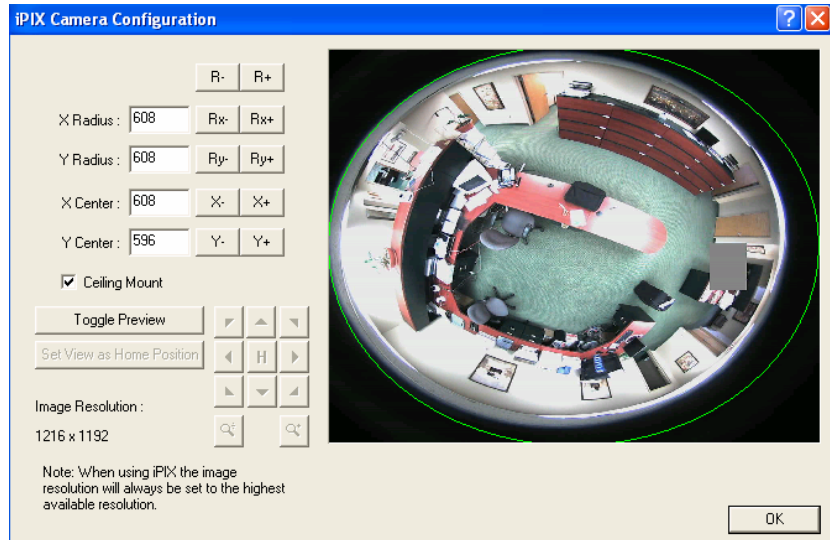 iPIX Camera Configuration
R- R+
X Radius : 608 Rx- Rx+
Y Radius : 608 Ry- Ry+
X Center : 608 X- X+
Y Center : 596 Y- Y+
Ceiling Mount
Toggle Preview
Set View as Home Position
H
Image Resolution :
1216 x 1192
Note: When using iPIX the image
resolution will always be set to the highest
available resolution.
OK